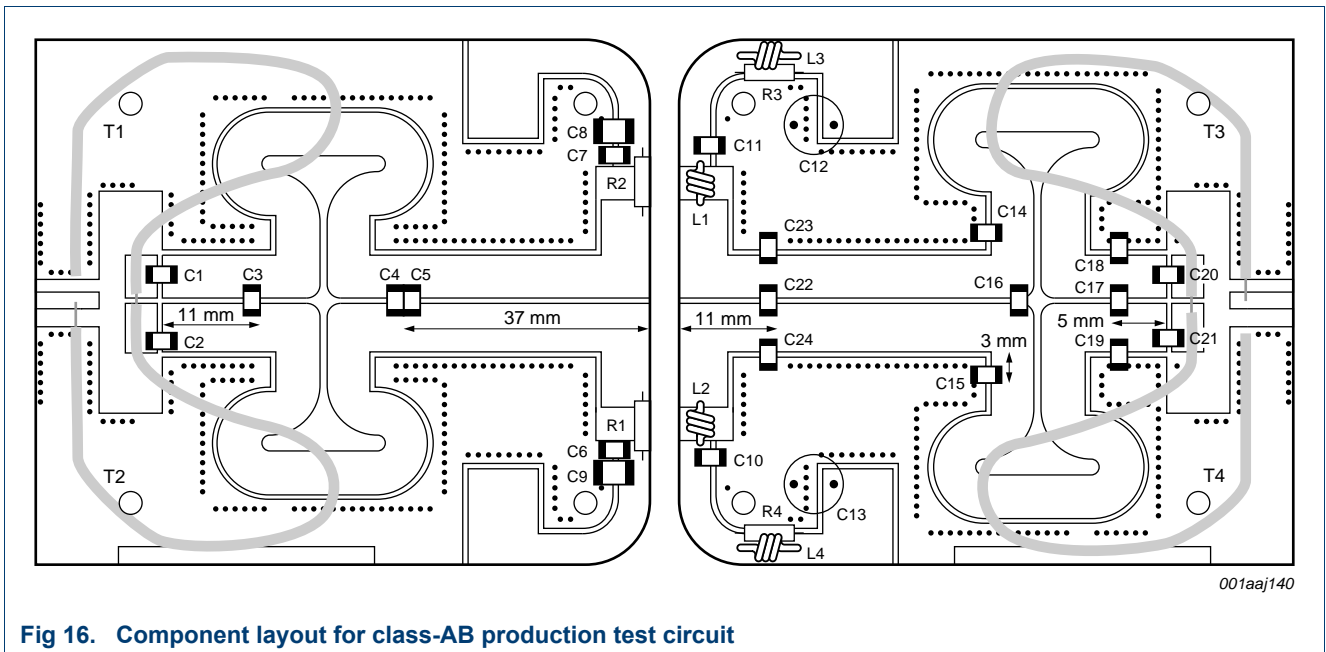 L3
R3
T1
T3
C8
C7
R2
C11
C12
L1
C14
C23
C18
C1
C3
C4 C5
C22
C16
C17
C20
11 mm
37 mm
11 mm
5 mm
3 mm
C2
C24
C19
C21
C15
L2
R1
C6
C9
C10
T2
R4
C13
L4
T4
001aaj140
Fig 16. Component layout for class-AB production test circuit